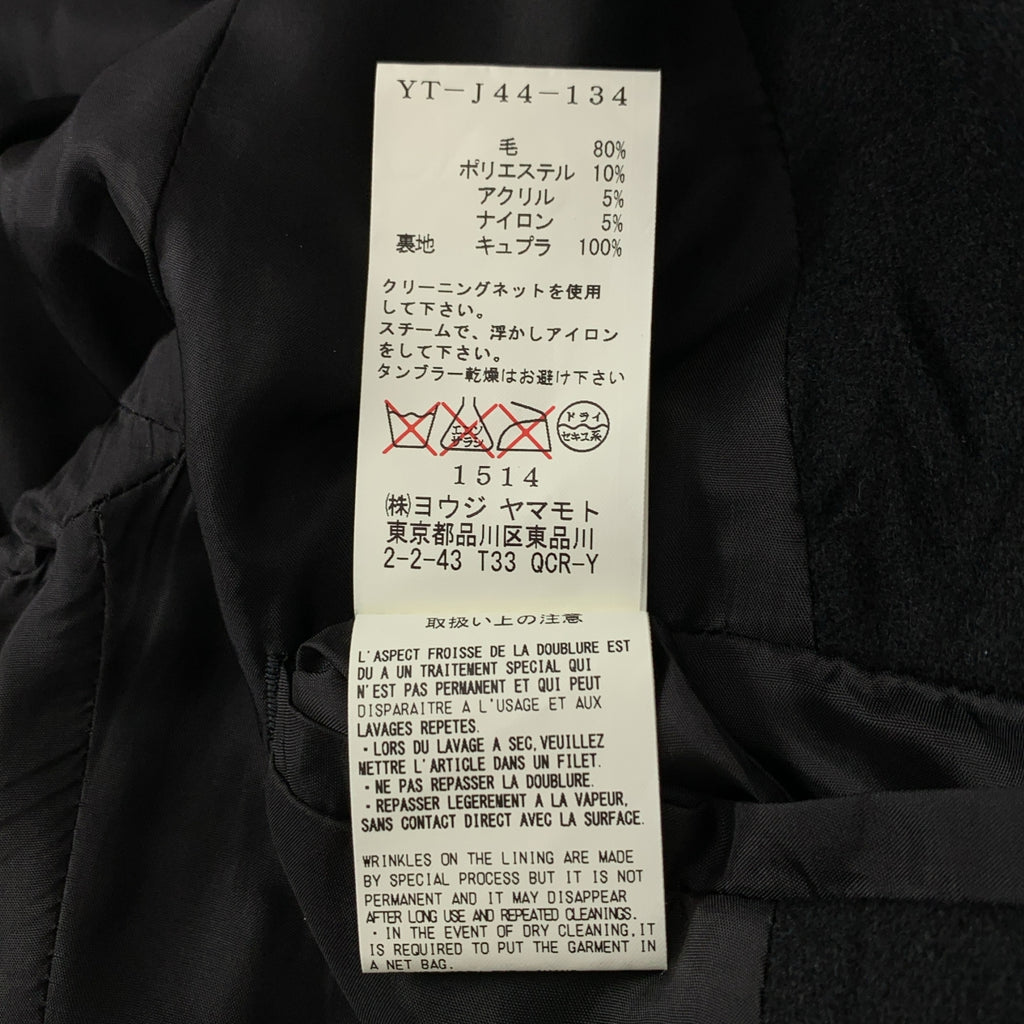 YT-J44-134
毛 80%
ポリエステル 10%
アクリル 5%
ナイロン 5%
裏地 キュプラ 100%
クリーニングネットを使用
して下さい。
スチームで、浮かしアイロン
をして下さい。
タンブラー乾燥はお避け下さい
エンソ
サラシ
ドライ
セキユ系
1514
㈱ヨウジ ヤマモト
東京都品川区東品川
2-2-43 T33 QCR-Y
取扱い上の注意
L'ASPECT FROISSE DE LA DOUBLURE EST
DU A UN TRAITEMENT SPECIAL QUI
N'EST PAS PERMANENT ET QUI PEUT
DISPARAITRE A L'USAGE ET AUX
LAVAGES REPETES.
・LORS DU LAVAGE A SEC,VEUILLEZ
METTRE L'ARTICLE DANS UN FILET.
・NE PAS REPASSER LA DOUBLURE.
・REPASSER LEGEREMENT A LA VAPEUR,
SANS CONTACT DIRECT AVEC LA SURFACE.
WRINKLES ON THE LINING ARE MADE
BY SPECIAL PROCESS BUT IT IS NOT
PERMANENT AND IT MAY DISAPPEAR
AFTER LONG USE AND REPEATED CLEANINGS.
・IN THE EVENT OF DRY CLEANING,IT
IS REQUIRED TO PUT THE GARMENT IN
A NET BAG.